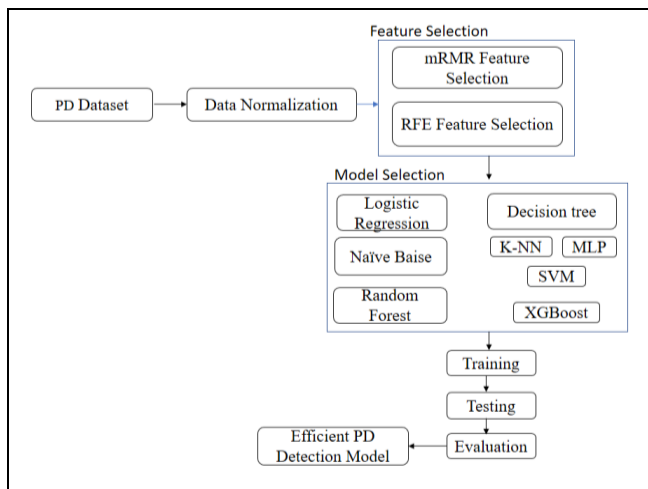 Feature Selection
mRMR Feature
Selection
PD Dataset
Data Normalization
RFE Feature Selection
Model Selection
Logistic
Regression
Decision tree
Naïve Baise
K-NN
MLP
SVM
Random
Forest
XGBoost
Training
Testing
Efficient PD
Detection Model
Evaluation